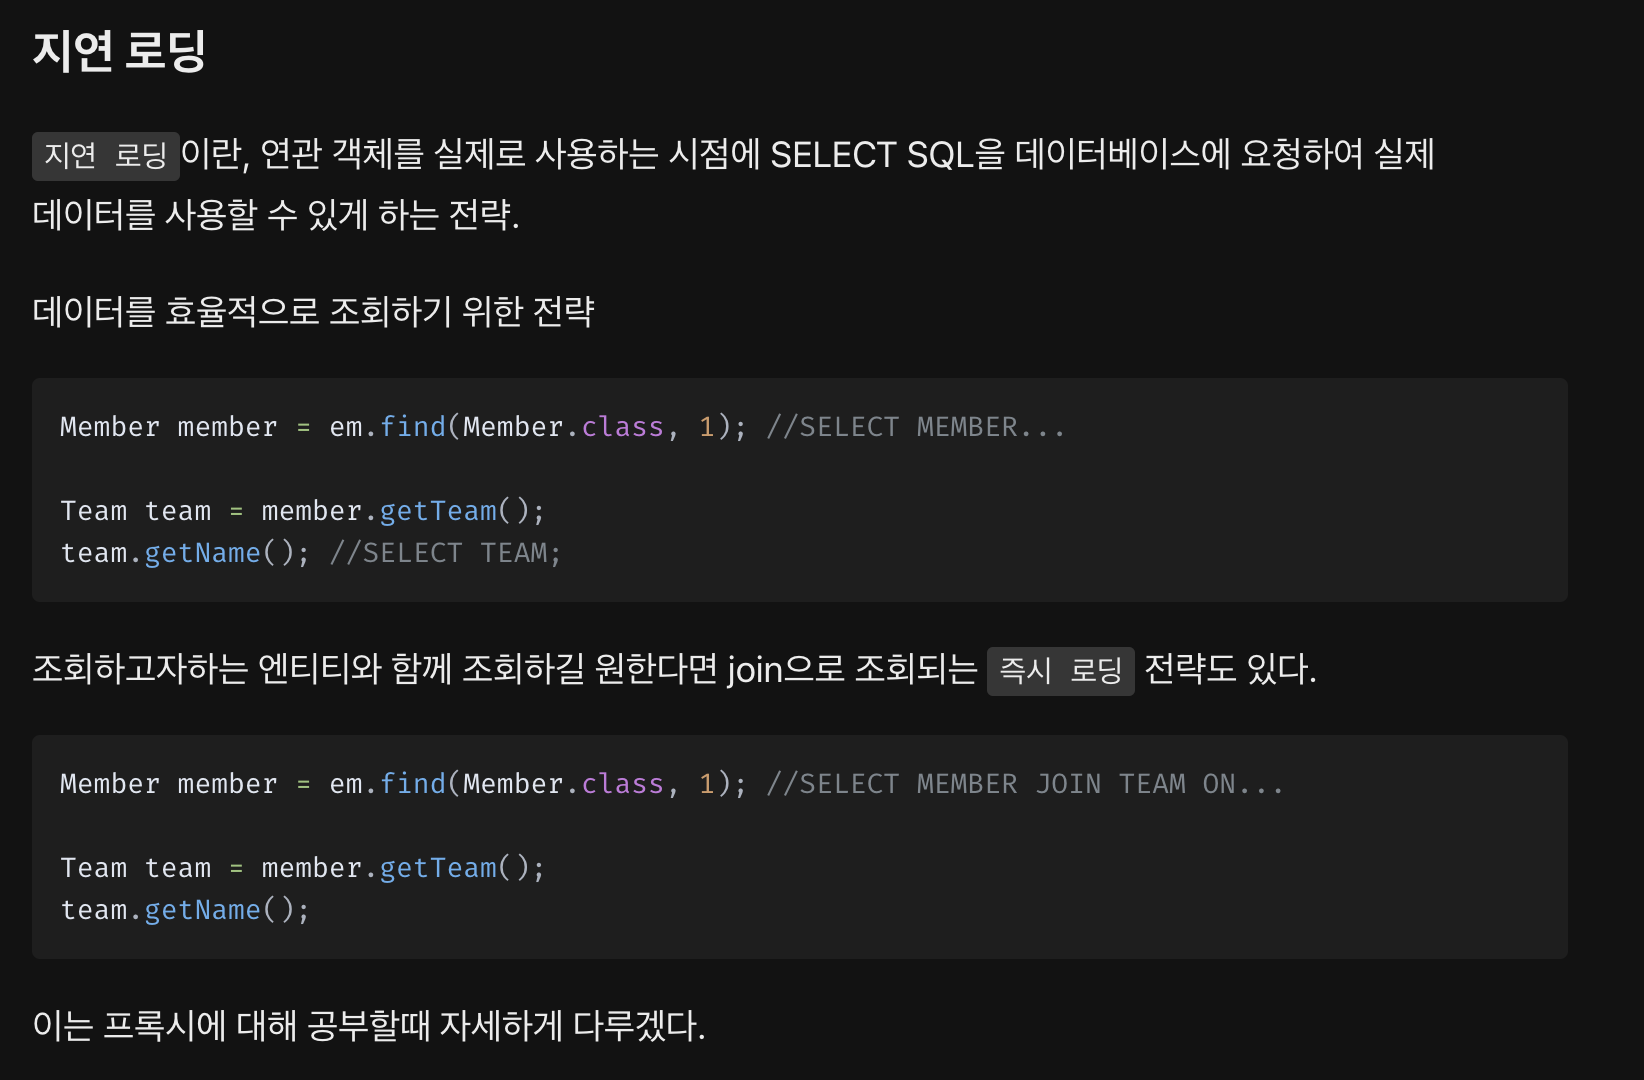 지연 로딩
지연 로딩이란, 연관 객체를 실제로 사용하는 시점에 SELECT SQL을 데이터베이스에 요청하여 실제
데이터를 사용할 수 있게 하는 전략.
데이터를 효율적으로 조회하기 위한 전략
Member member = em.find(Member.class, 1); //SELECT MEMBER...
Team team = member.getTeam();
team.getName(); //SELECT TEAM;
조회하고자하는 엔티티와 함께 조회하길 원한다면 join으로 조회되는 즉시 로딩 전략도 있다.
Member member = em.find(Member.class, 1); //SELECT MEMBER JOIN TEAM ON...
Team team = member.getTeam();
team.getName();
이는 프록시에 대해 공부할때 자세하게 다루겠다.